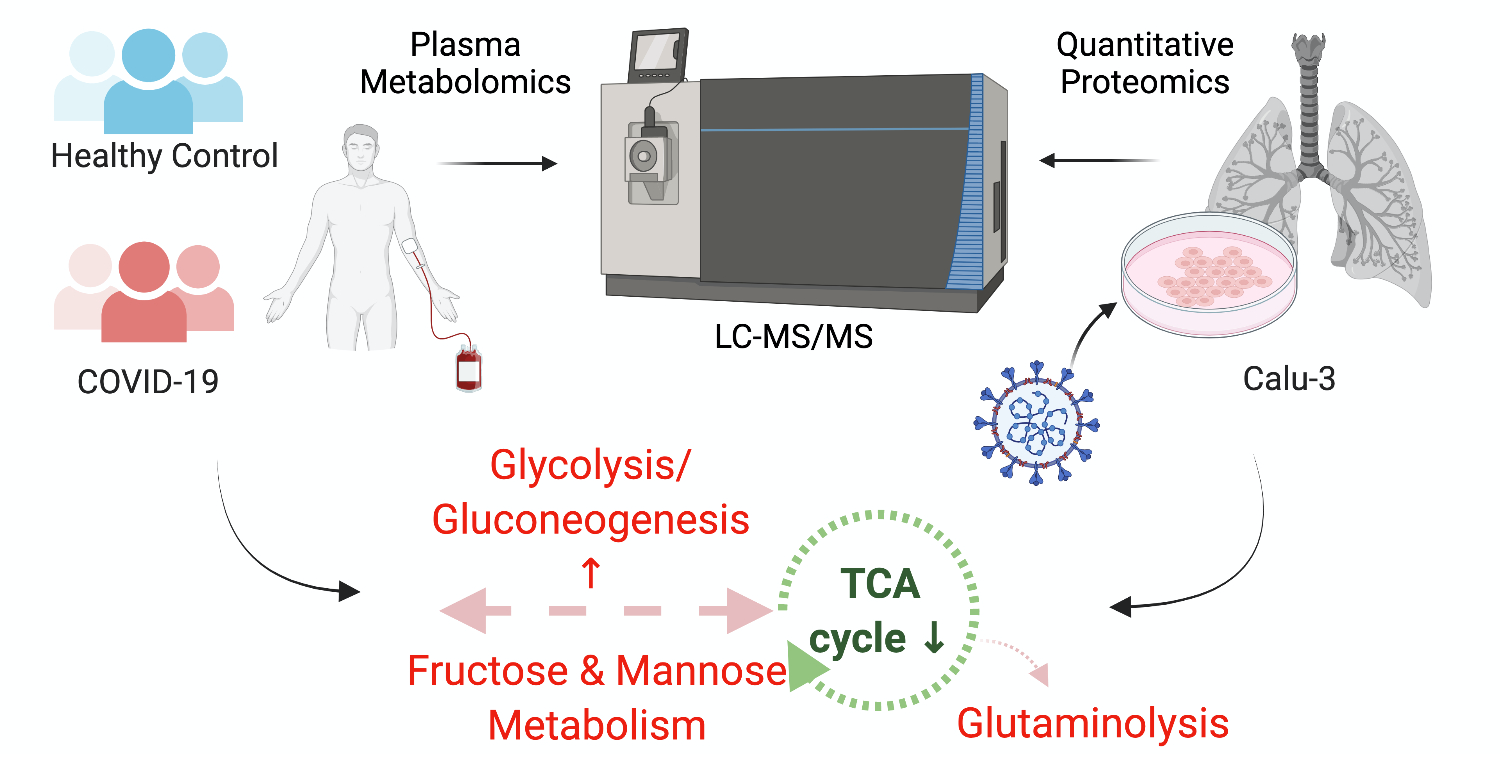 Plasma
Metabolomics
Quantitative
Proteomics
Healthy Control
LC-MS/MS
COVID-19
Calu-3
Glycolysis/
Gluconeogenesis
↑
TCA
cycle ↓
Fructose & Mannose
Metabolism
Glutaminolysis